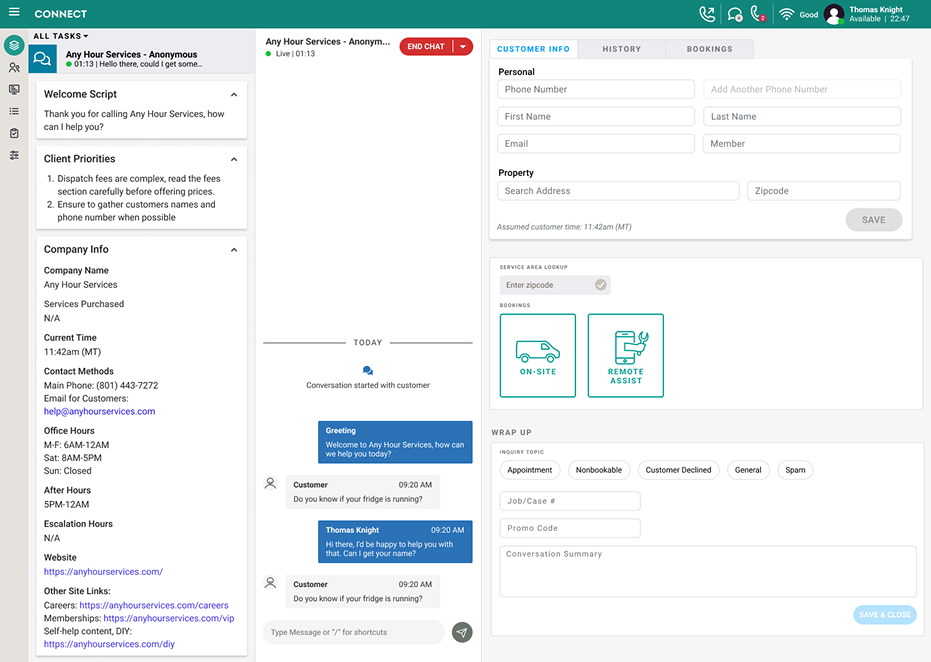 CONNECT
2
Good
Thomas Knight
Available | 22:47
ALL TASKS
Any Hour Services - Anonymous
01:13 | Hello there, could I get some...
Welcome Script
Thank you for calling Any Hour Services, how
can I help you?
Client Priorities
1. Dispatch fees are complex, read the fees
section carefully before offering prices.
2. Ensure to gather customers names and
phone number when possible
Company Info
Company Name
Any Hour Services
Services Purchased
N/A
Current Time
11:42am (MT)
Contact Methods
Main Phone: (801) 443-7272
Email for Customers:
help@anyhourservices.com
Office Hours
M-F: 6AM-12AM
Sat: 8AM-5PM
Sun: Closed
After Hours
5PM-12AM
Escalation Hours
N/A
Website
https://anyhourservices.com/
Other Site Links:
Careers: https://anyhourservices.com/careers
Memberships: https://anyhourservices.com/vip
Self-help content, DIY:
https://anyhourservices.com/diy
Any Hour Services - Anonym...
Live | 01:13
END CHAT
TODAY
Conversation started with customer
Greeting
Welcome to Any Hour Services, how can
we help you today?
Customer 09:20 AM
Do you know if your fridge is running?
Thomas Knight 09:20 AM
Hi there, I'd be happy to help you with
that. Can I get your name?
Customer 09:20 AM
Do you know if your fridge is running?
Type Message or "/" for shortcuts
CUSTOMER INFO
HISTORY
BOOKINGS
Personal
Phone Number
Add Another Phone Number
First Name
Last Name
Email
Member
Property
Search Address
Zipcode
Assumed customer time: 11:42am (MT)
SAVE
SERVICE AREA LOOKUP
Enter zipcode
BOOKINGS
ON-SITE
REMOTE
ASSIST
WRAP UP
INQUIRY TOPIC
Appointment
Nonbookable
Customer Declined
General
Spam
Job/Case #
Promo Code
Conversation Summary
SAVE & CLOSE